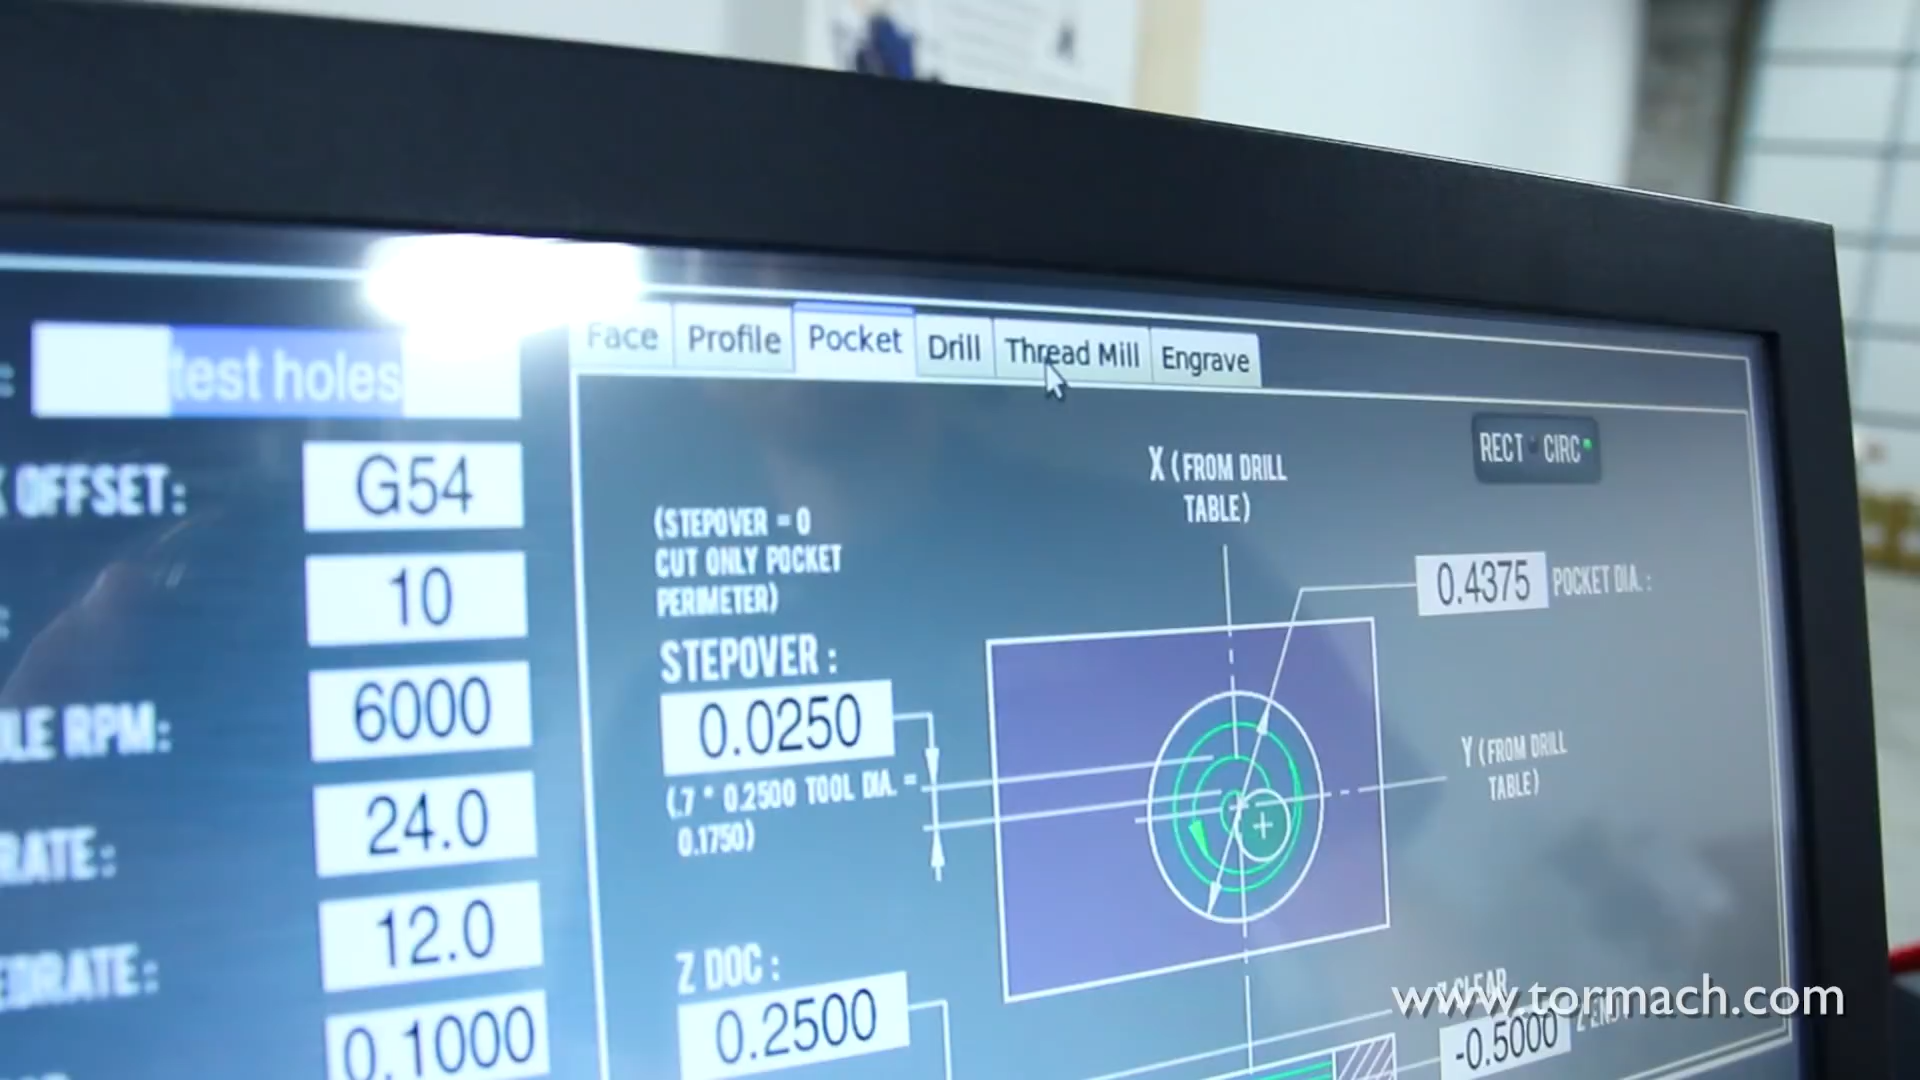 test holes
OFFSET:
G54
10
RPM:
6000
24.0
12.0
0.1000
Face
Profile
Pocket
Drill
Thread Mill
Engrave
RECT CIRC
X (FROM DRILL
TABLE)
(STEPOVER = 0
CUT ONLY POCKET
PERIMETER)
STEPOVER :
0.0250
(.7 * 0.2500 TOOL DIA. =
0.1750)
0.4375 POCKET DIA. :
Y (FROM DRILL
TABLE)
Z DOC :
0.2500
CLEAR
-0.5000
www.tormach.com